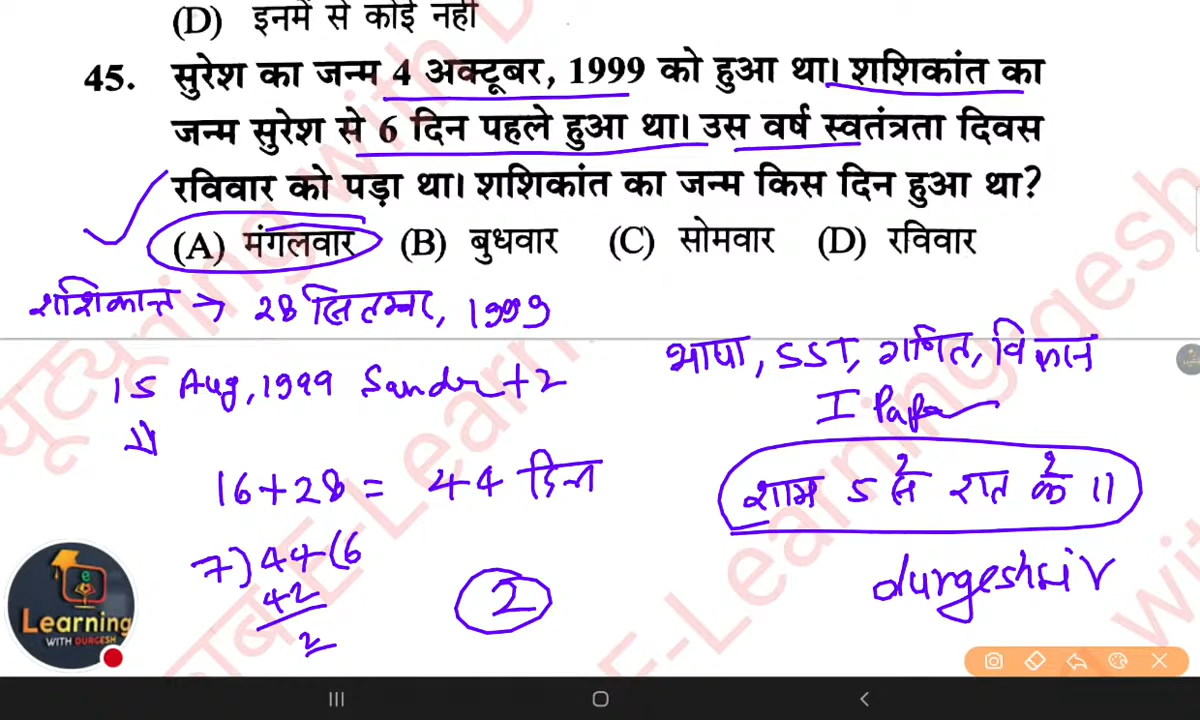 (D) इनमें से कोई नहीं
45. सुरेश का जन्म 4 अक्टूबर, 1999 को हुआ था। शशिकांत का
जन्म सुरेश से 6 दिन पहले हुआ था। उस वर्ष स्वतंत्रता दिवस
रविवार को पड़ा था। शशिकांत का जन्म किस दिन हुआ था?
(A) मंगलवार (B) बुधवार (C) सोमवार (D) रविवार
शशिकान्त → 28 सितम्बर, 1999
भाषा, SST, गणित, विज्ञान
15 Aug, 1999 +2
I
16+28 = 44 दिन
शाम 5 से रात के 11
7)44(6
42
2
2
durgeshsir
e
Learning
WITH DURGESH